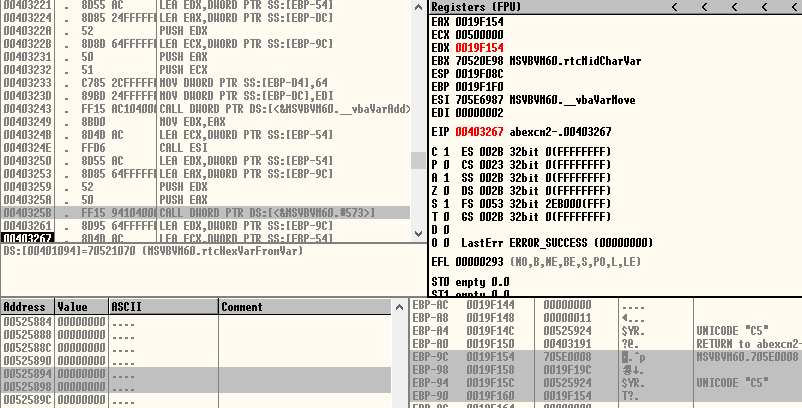 00403221 . 8D55 AC LEA EDX,DWORD PTR SS:[EBP-54]
00403224 . 8D85 24FFFFFF LEA EAX,DWORD PTR SS:[EBP-DC]
0040322A . 52 PUSH EDX
0040322B . 8D8D 64FFFFFF LEA ECX,DWORD PTR SS:[EBP-9C]
00403231 . 50 PUSH EAX
00403232 . 51 PUSH ECX
00403233 . C785 2CFFFFFF MOV DWORD PTR SS:[EBP-D4],64
0040323D . 89BD 24FFFFFF MOV DWORD PTR SS:[EBP-DC],EDI
00403243 . FF15 AC104000 CALL DWORD PTR DS:[<&MSVBVM60.__vbaVarAdd>
00403249 . 8BD0 MOV EDX,EAX
0040324B . 8D4D AC LEA ECX,DWORD PTR SS:[EBP-54]
0040324E . FFD6 CALL ESI
00403250 . 8D55 AC LEA EDX,DWORD PTR SS:[EBP-54]
00403253 . 8D85 64FFFFFF LEA EAX,DWORD PTR SS:[EBP-9C]
00403259 . 52 PUSH EDX
0040325A . 50 PUSH EAX
0040325B . FF15 94104000 CALL DWORD PTR DS:[<&MSVBVM60.#573>]
00403261 . 8D95 64FFFFFF LEA EDX,DWORD PTR SS:[EBP-9C]
00403267 . 8D4D AC LEA ECX,DWORD PTR SS:[EBP-54]
DS:[00401094]=70521070 (MSVBVM60.rtcHexVarFromVar)
Registers (FPU) < < < < <
EAX 0019F154
ECX 00500000
EDX 0019F154
EBX 70520E98 MSVBVM60.rtcMidCharVar
ESP 0019F08C
EBP 0019F1F0
ESI 705E6987 MSVBVM60.__vbaVarMove
EDI 00000002
EIP 00403267 abexcm2-.00403267
C 1 ES 002B 32bit 0(FFFFFFFF)
P 0 CS 0023 32bit 0(FFFFFFFF)
A 1 SS 002B 32bit 0(FFFFFFFF)
Z 0 DS 002B 32bit 0(FFFFFFFF)
S 1 FS 0053 32bit 2EB000(FFF)
T 0 GS 002B 32bit 0(FFFFFFFF)
D 0
O 0 LastErr ERROR_SUCCESS (00000000)
EFL 00000293 (NO,B,NE,BE,S,PO,L,LE)
ST0 empty 0.0
ST1 empty 0.0
Address Value ASCII Comment
00525884 00000000 ....
00525888 00000000 ....
0052588C 00000000 ....
00525890 00000000 ....
00525894 00000000 ....
00525898 00000000 ....
0052589C 00000000 ....
EBP-AC 0019F144 00000000 ....
EBP-A8 0019F148 00000011 ◄...
EBP-A4 0019F14C 00525924 $YR. UNICODE "C5"
EBP-A0 0019F150 00403191 ?@. RETURN to abexcm2-
EBP-9C 0019F154 705E0008 .^p MSVBVM60.705E0008
EBP-98 0019F158 0019F19C
EBP-94 0019F15C 00525924 $YR. UNICODE "C5"
EBP-90 0019F160 0019F154 T?.